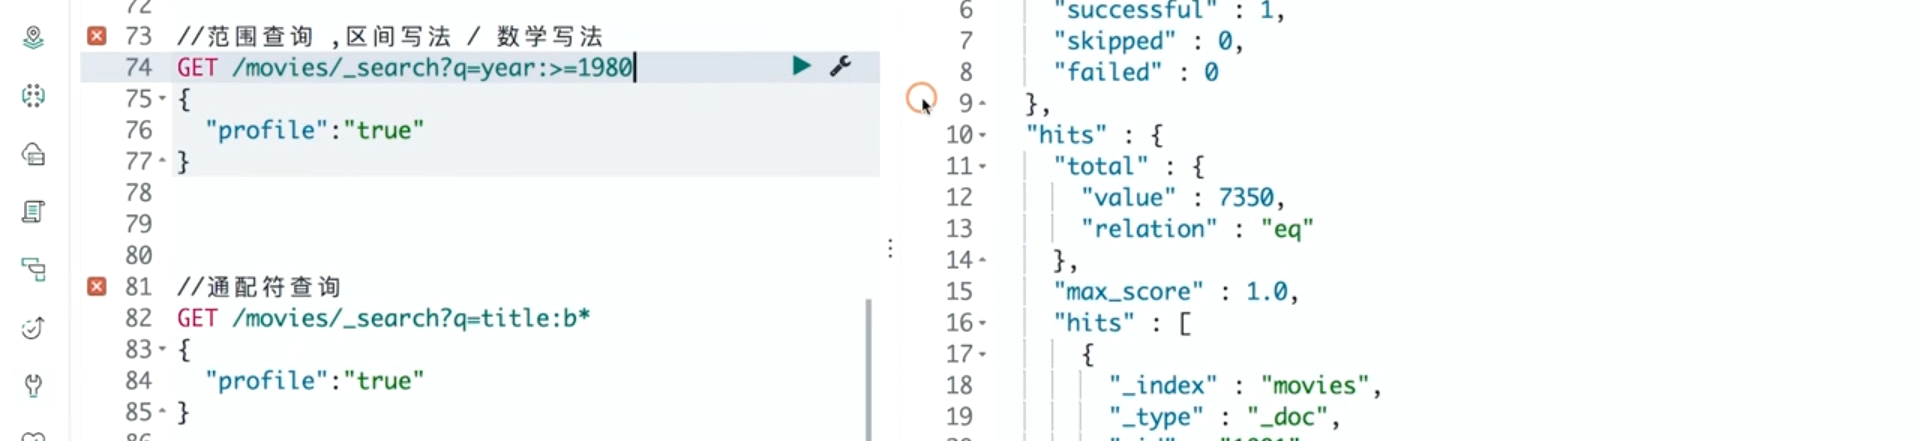 72
73 //范围查询 ,区间写法 / 数学写法
74 GET /movies/_search?q=year:>=1980
75 {
76 "profile":"true"
77 }
78
79
80
81 //通配符查询
82 GET /movies/_search?q=title:b*
83 {
84 "profile":"true"
85 }
86
6 "successful" : 1,
7 "skipped" : 0,
8 "failed" : 0
9 },
10 "hits" : {
11 "total" : {
12 "value" : 7350,
13 "relation" : "eq"
14 },
15 "max_score" : 1.0,
16 "hits" : [
17 {
18 "_index" : "movies",
19 "_type" : "_doc",